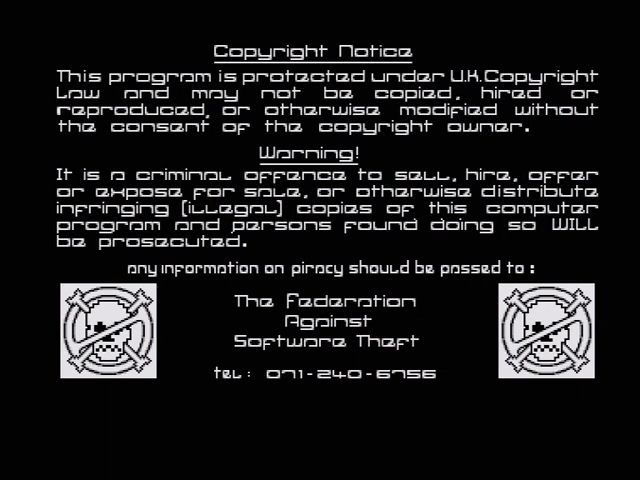 Copyright Notice
This program is protected under U.K.Copyright
Law and may not be copied, hired or
reproduced, or otherwise modified without
the consent of the copyright owner.
Warning!
It is a criminal offence to sell, hire, offer
or expose for sale, or otherwise distribute
infringing (illegal) copies of this computer
program and persons found doing so WILL
be prosecuted.
any information on piracy should be passed to :
The Federation
Against
Software Theft
tel : 071-240-6756